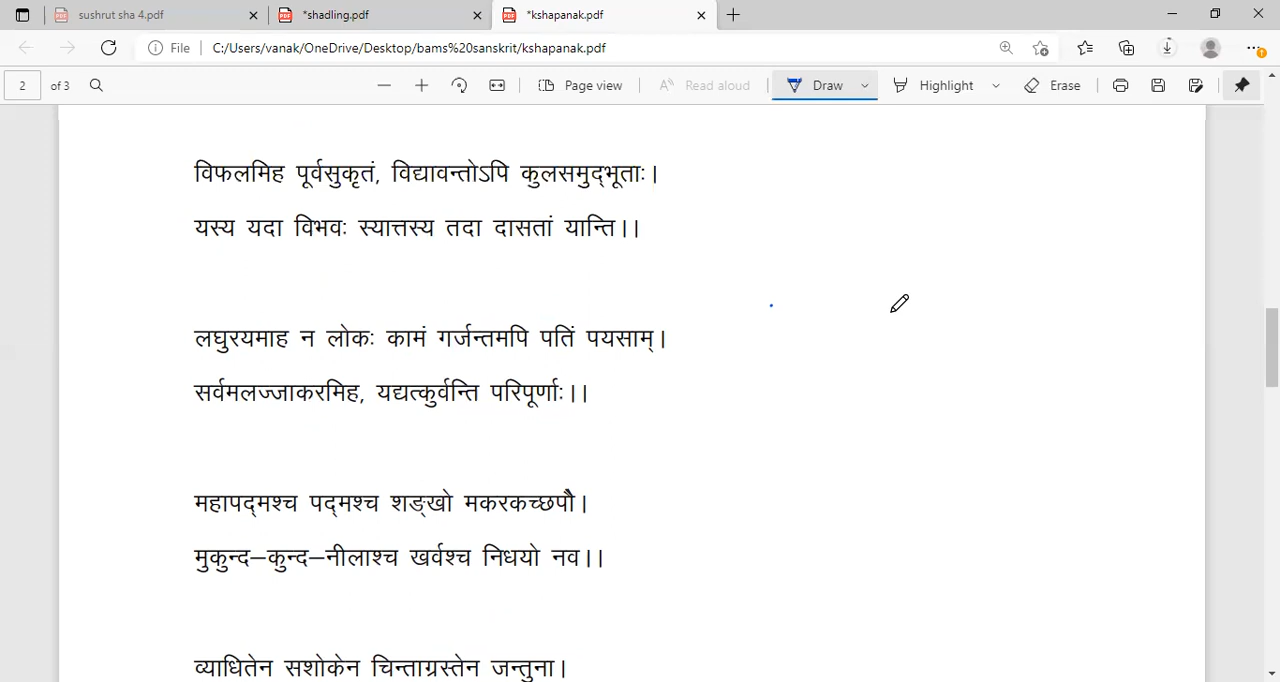 sushrut sha 4.pdf
*shadling.pdf
*kshapanak.pdf
File
C:/Users/vanak/OneDrive/Desktop/bams%20sanskrit/kshapanak.pdf
2 of 3
Page view
Read aloud
Draw
Highlight
Erase
विफलमिह पूर्वसुकृतं, विद्यावन्तोऽपि कुलसमुद्भूताः।
यस्य यदा विभवः स्यात्तस्य तदा दासतां यान्ति।।
लघुरयमाह न लोकः कामं गर्जन्तमपि पतिं पयसाम्।
सर्वमलज्जाकरमिह, यद्यत्कुर्वन्ति परिपूर्णाः।।
महापद्मश्च पद्मश्च शङ्खो मकरकच्छपौ।
मुकुन्द–कुन्द–नीलाश्च खर्वश्च निधयो नव।।
व्याधितेन सशोकेन चिन्ताग्रस्तेन जन्तुना।